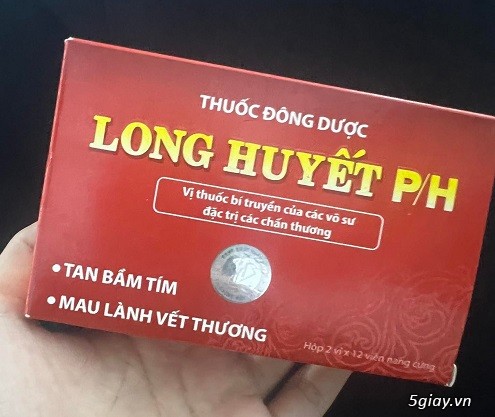 THUỐC ĐÔNG DƯỢC
LONG HUYẾT P/H
Vị thuốc bí truyền của các võ sư
đặc trị các chấn thương
• TAN BẦM TÍM
• MAU LÀNH VẾT THƯƠNG
Hộp 2 vỉ x 12 viên nang cứng
5giay.vn